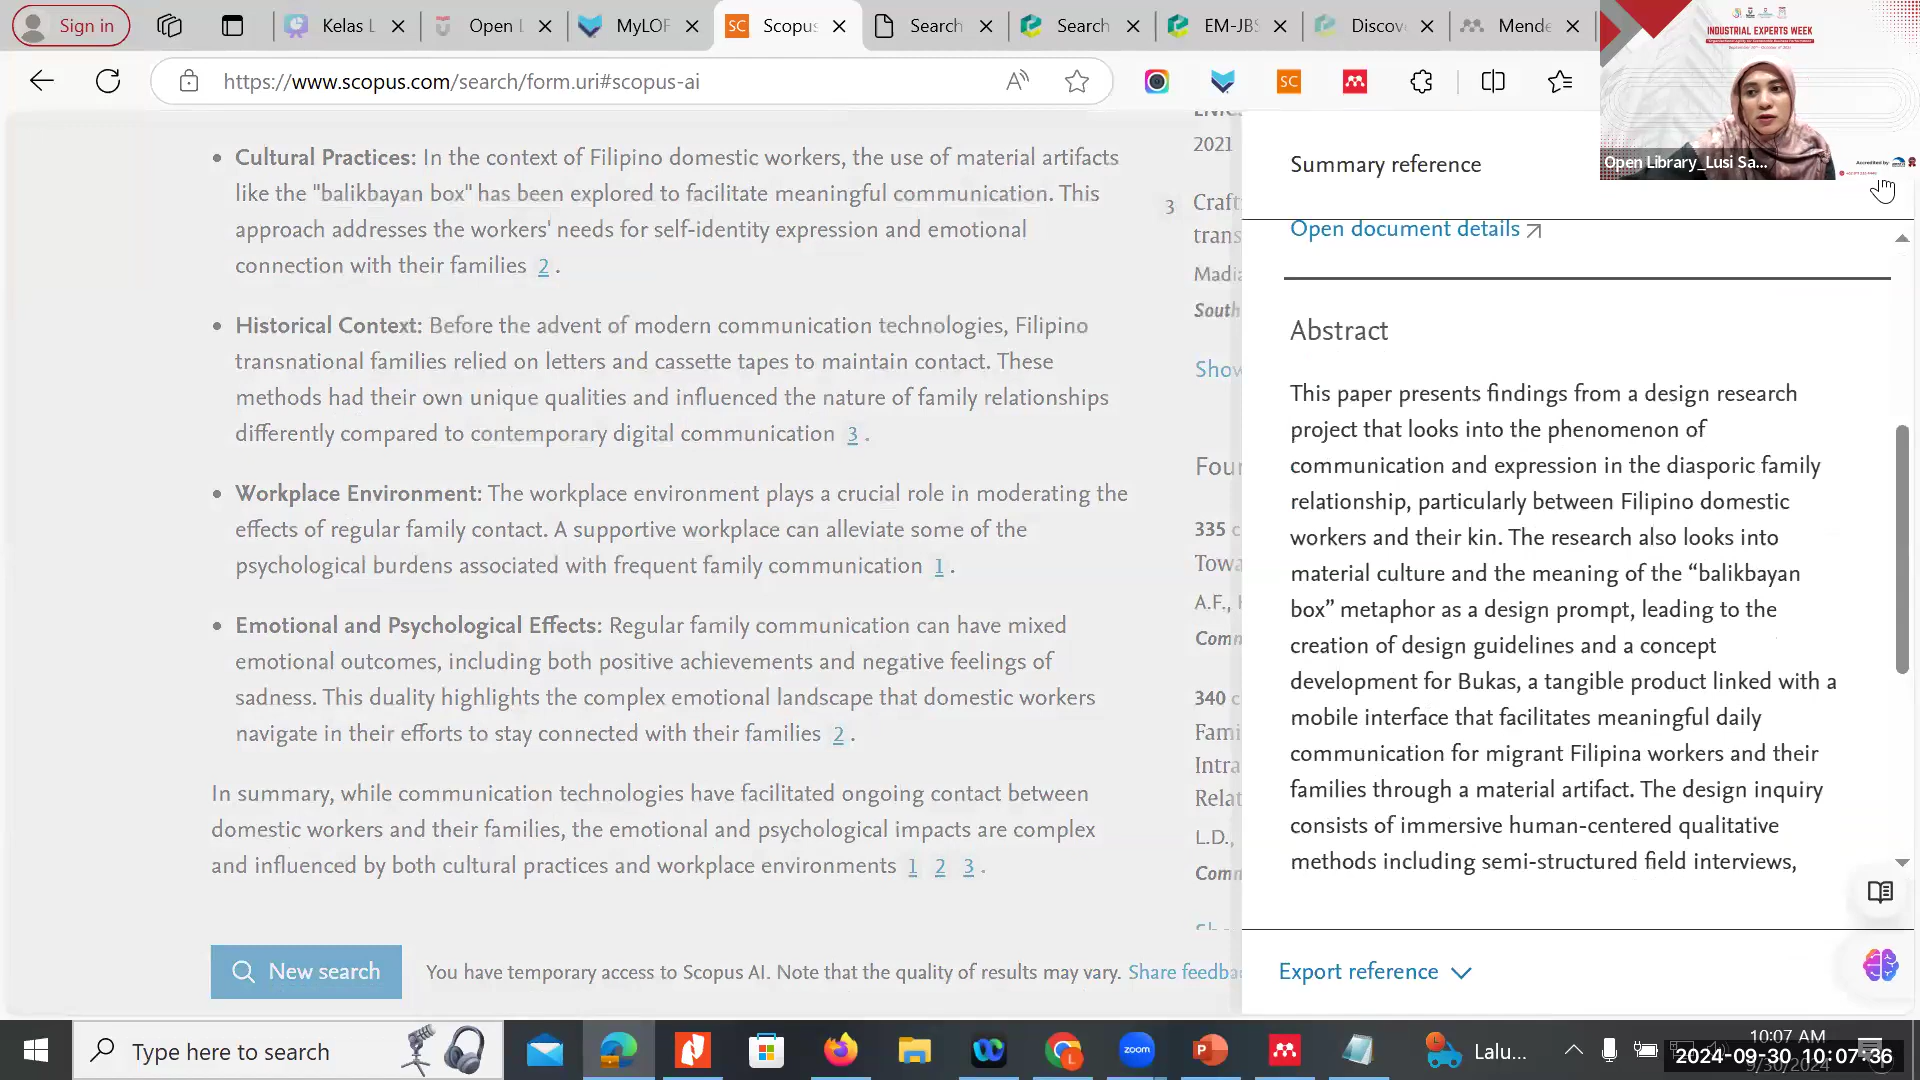 Sign in
Kelas L
Open L
MyLOF
Scopus
Search
Search
EM-JBS
Discov
Mende
https://www.scopus.com/search/form.uri#scopus-ai
INDUSTRIAL EXPERTS WEEK
Open Library_Lusi Sa...
Accredited by
Cultural Practices: In the context of Filipino domestic workers, the use of material artifacts
like the "balikbayan box" has been explored to facilitate meaningful communication. This
approach addresses the workers' needs for self-identity expression and emotional
connection with their families 2 .
Historical Context: Before the advent of modern communication technologies, Filipino
transnational families relied on letters and cassette tapes to maintain contact. These
methods had their own unique qualities and influenced the nature of family relationships
differently compared to contemporary digital communication 3 .
Workplace Environment: The workplace environment plays a crucial role in moderating the
effects of regular family contact. A supportive workplace can alleviate some of the
psychological burdens associated with frequent family communication 1 .
Emotional and Psychological Effects: Regular family communication can have mixed
emotional outcomes, including both positive achievements and negative feelings of
sadness. This duality highlights the complex emotional landscape that domestic workers
navigate in their efforts to stay connected with their families 2 .
In summary, while communication technologies have facilitated ongoing contact between
domestic workers and their families, the emotional and psychological impacts are complex
and influenced by both cultural practices and workplace environments 1 2 3 .
New search
You have temporary access to Scopus AI. Note that the quality of results may vary. Share feedba
2021
3 Craft
trans
Madia
South
Show
Four
335 c
Towa
A.F.,
Comm
340 c
Fami
Intra
Relat
L.D.,
Comm
Summary reference
Open document details
Abstract
This paper presents findings from a design research
project that looks into the phenomenon of
communication and expression in the diasporic family
relationship, particularly between Filipino domestic
workers and their kin. The research also looks into
material culture and the meaning of the “balikbayan
box” metaphor as a design prompt, leading to the
creation of design guidelines and a concept
development for Bukas, a tangible product linked with a
mobile interface that facilitates meaningful daily
communication for migrant Filipina workers and their
families through a material artifact. The design inquiry
consists of immersive human-centered qualitative
methods including semi-structured field interviews,
Export reference
Type here to search
zoom
Lalu...
10:07 AM
9/30/2024
2024-09-30 10:07:36